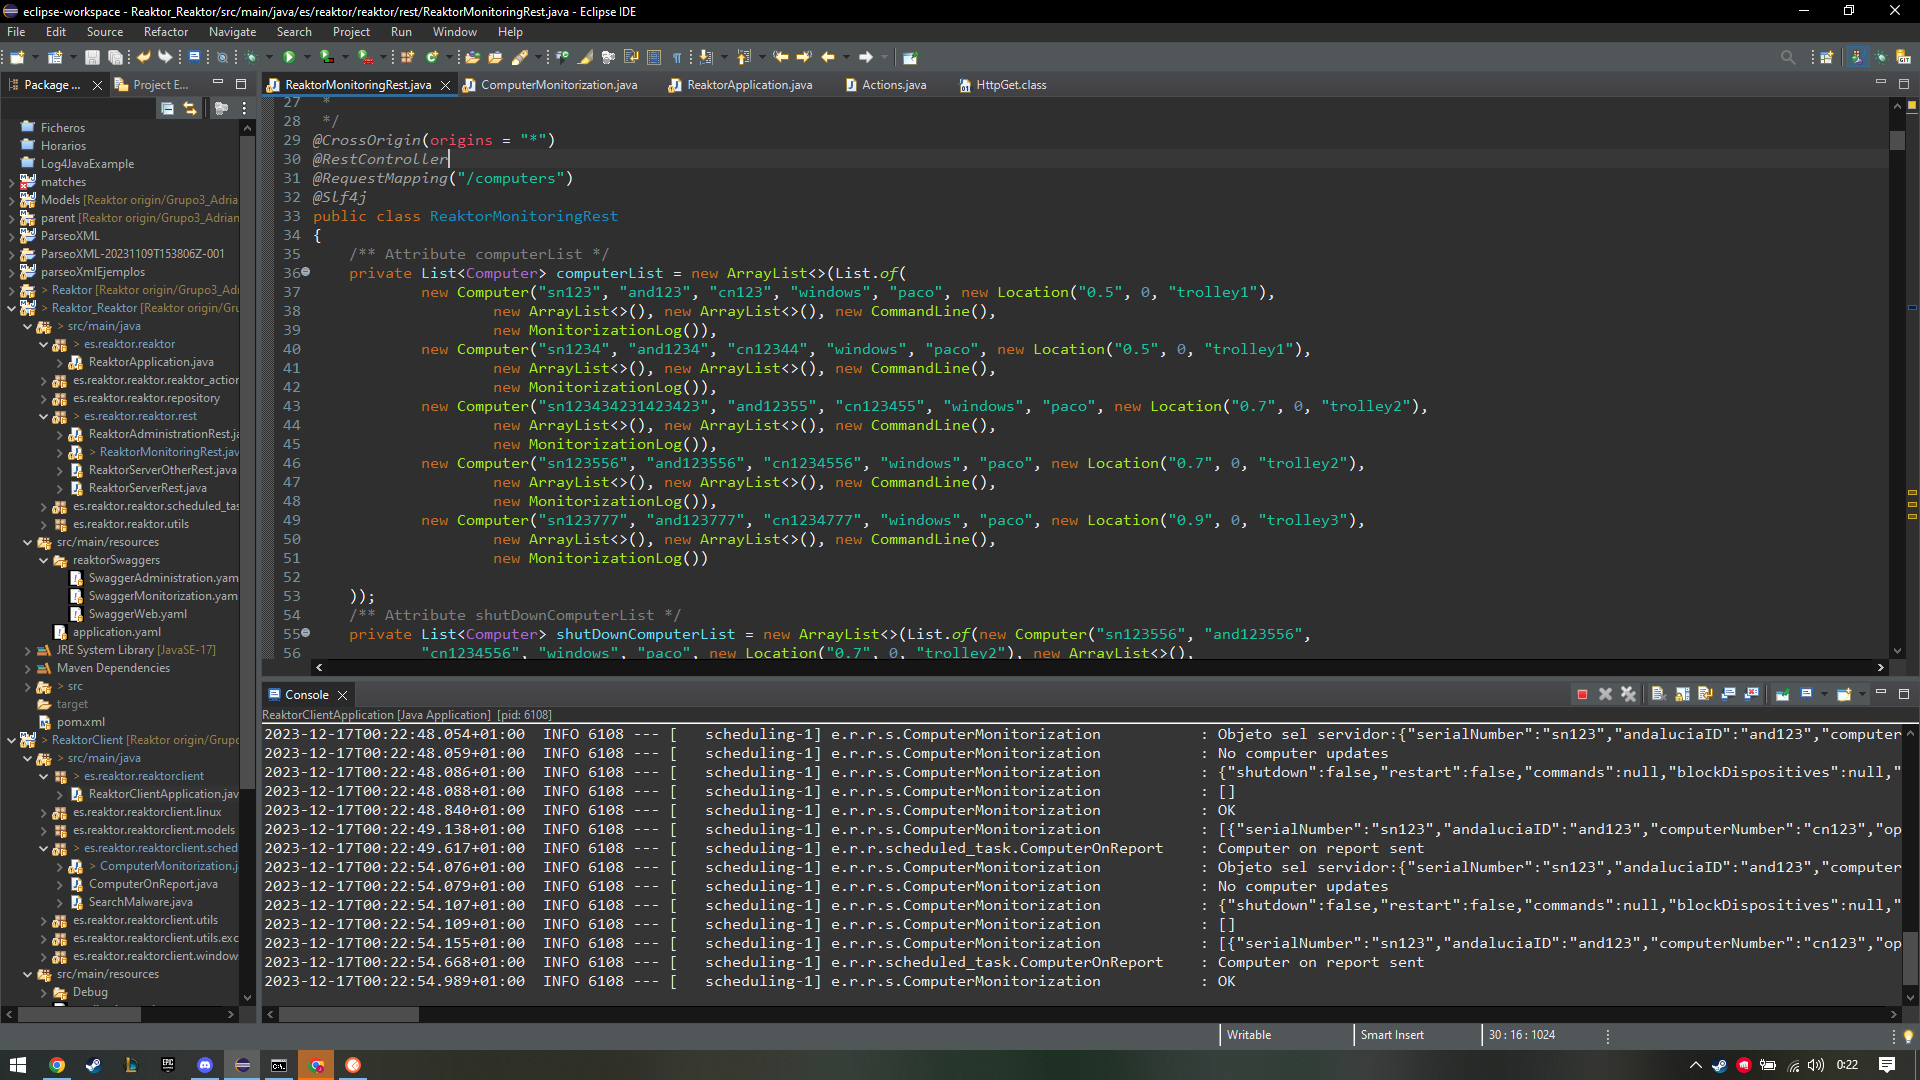 eclipse-workspace - Reaktor_Reaktor/src/main/java/es/reaktor/reaktor/rest/ReaktorMonitoringRest.java - Eclipse IDE
File Edit Source Refactor Navigate Search Project Run Window Help
Package ... Project E...
ReaktorMonitoringRest.java ComputerMonitorization.java ReaktorApplication.java Actions.java HttpGet.class
Ficheros
Horarios
Log4JavaExample
matches
Models [Reaktor origin/Grupo3_Adria
parent [Reaktor origin/Grupo3_Adrian
ParseoXML
ParseoXML-20231109T153806Z-001
parseoXmlEjemplos
> Reaktor [Reaktor origin/Grupo3_Adi
> Reaktor_Reaktor [Reaktor origin/Gru
> src/main/java
> es.reaktor.reaktor
ReaktorApplication.java
es.reaktor.reaktor.reaktor_action
es.reaktor.reaktor.repository
> es.reaktor.reaktor.rest
ReaktorAdministrationRest.ja
> ReaktorMonitoringRest.jav
ReaktorServerOtherRest.java
ReaktorServerRest.java
es.reaktor.reaktor.scheduled_tas
es.reaktor.reaktor.utils
src/main/resources
reaktorSwaggers
SwaggerAdministration.yam
SwaggerMonitorization.yam
SwaggerWeb.yaml
application.yaml
JRE System Library [JavaSE-17]
Maven Dependencies
> src
target
pom.xml
> ReaktorClient [Reaktor origin/Grupo
> src/main/java
> es.reaktor.reaktorclient
ReaktorClientApplication.jav
es.reaktor.reaktorclient.linux
es.reaktor.reaktorclient.models
> es.reaktor.reaktorclient.sched
> ComputerMonitorization.j
ComputerOnReport.java
SearchMalware.java
es.reaktor.reaktorclient.utils
es.reaktor.reaktorclient.utils.exc
es.reaktor.reaktorclient.window
src/main/resources
Debug
27 *
28 */
29 @CrossOrigin(origins = "*")
30 @RestController
31 @RequestMapping("/computers")
32 @Slf4j
33 public class ReaktorMonitoringRest
34 {
35 /** Attribute computerList */
36 private List<Computer> computerList = new ArrayList<>(List.of(
37 new Computer("sn123", "and123", "cn123", "windows", "paco", new Location("0.5", 0, "trolley1"),
38 new ArrayList<>(), new ArrayList<>(), new CommandLine(),
39 new MonitorizationLog()),
40 new Computer("sn1234", "and1234", "cn12344", "windows", "paco", new Location("0.5", 0, "trolley1"),
41 new ArrayList<>(), new ArrayList<>(), new CommandLine(),
42 new MonitorizationLog()),
43 new Computer("sn123434231423423", "and12355", "cn123455", "windows", "paco", new Location("0.7", 0, "trolley2"),
44 new ArrayList<>(), new ArrayList<>(), new CommandLine(),
45 new MonitorizationLog()),
46 new Computer("sn123556", "and123556", "cn1234556", "windows", "paco", new Location("0.7", 0, "trolley2"),
47 new ArrayList<>(), new ArrayList<>(), new CommandLine(),
48 new MonitorizationLog()),
49 new Computer("sn123777", "and123777", "cn1234777", "windows", "paco", new Location("0.9", 0, "trolley3"),
50 new ArrayList<>(), new ArrayList<>(), new CommandLine(),
51 new MonitorizationLog())
52
53 ));
54 /** Attribute shutDownComputerList */
55 private List<Computer> shutDownComputerList = new ArrayList<>(List.of(new Computer("sn123556", "and123556",
56 "cn1234556", "windows", "paco", new Location("0.7", 0, "trolley2"), new ArrayList<>(),
Console
ReaktorClientApplication [Java Application] [pid: 6108]
2023-12-17T00:22:48.054+01:00 INFO 6108 --- [ scheduling-1] e.r.r.s.ComputerMonitorization : Objeto sel servidor:{"serialNumber":"sn123","andaluciaID":"and123","computer
2023-12-17T00:22:48.059+01:00 INFO 6108 --- [ scheduling-1] e.r.r.s.ComputerMonitorization : No computer updates
2023-12-17T00:22:48.086+01:00 INFO 6108 --- [ scheduling-1] e.r.r.s.ComputerMonitorization : {"shutdown":false,"restart":false,"commands":null,"blockDispositives":null,"
2023-12-17T00:22:48.088+01:00 INFO 6108 --- [ scheduling-1] e.r.r.s.ComputerMonitorization : []
2023-12-17T00:22:48.840+01:00 INFO 6108 --- [ scheduling-1] e.r.r.s.ComputerMonitorization : OK
2023-12-17T00:22:49.138+01:00 INFO 6108 --- [ scheduling-1] e.r.r.s.ComputerMonitorization : [{"serialNumber":"sn123","andaluciaID":"and123","computerNumber":"cn123","op
2023-12-17T00:22:49.617+01:00 INFO 6108 --- [ scheduling-1] e.r.r.scheduled_task.ComputerOnReport : Computer on report sent
2023-12-17T00:22:54.076+01:00 INFO 6108 --- [ scheduling-1] e.r.r.s.ComputerMonitorization : Objeto sel servidor:{"serialNumber":"sn123","andaluciaID":"and123","computer
2023-12-17T00:22:54.079+01:00 INFO 6108 --- [ scheduling-1] e.r.r.s.ComputerMonitorization : No computer updates
2023-12-17T00:22:54.107+01:00 INFO 6108 --- [ scheduling-1] e.r.r.s.ComputerMonitorization : {"shutdown":false,"restart":false,"commands":null,"blockDispositives":null,"
2023-12-17T00:22:54.109+01:00 INFO 6108 --- [ scheduling-1] e.r.r.s.ComputerMonitorization : []
2023-12-17T00:22:54.155+01:00 INFO 6108 --- [ scheduling-1] e.r.r.s.ComputerMonitorization : [{"serialNumber":"sn123","andaluciaID":"and123","computerNumber":"cn123","op
2023-12-17T00:22:54.668+01:00 INFO 6108 --- [ scheduling-1] e.r.r.scheduled_task.ComputerOnReport : Computer on report sent
2023-12-17T00:22:54.989+01:00 INFO 6108 --- [ scheduling-1] e.r.r.s.ComputerMonitorization : OK
Writable Smart Insert 30 : 16 : 1024
0:22